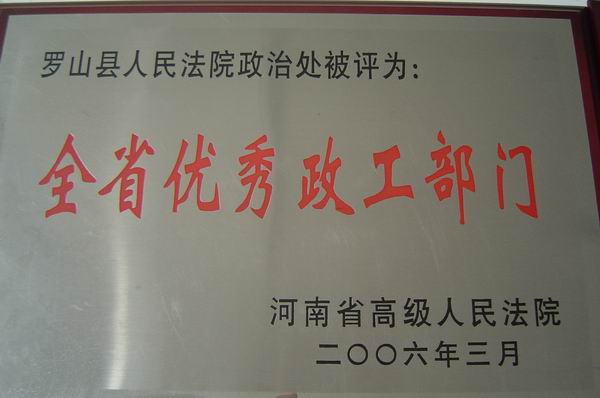 罗山县人民法院政治处被评为：
全省优秀政工部门
河南省高级人民法院
二〇〇六年三月